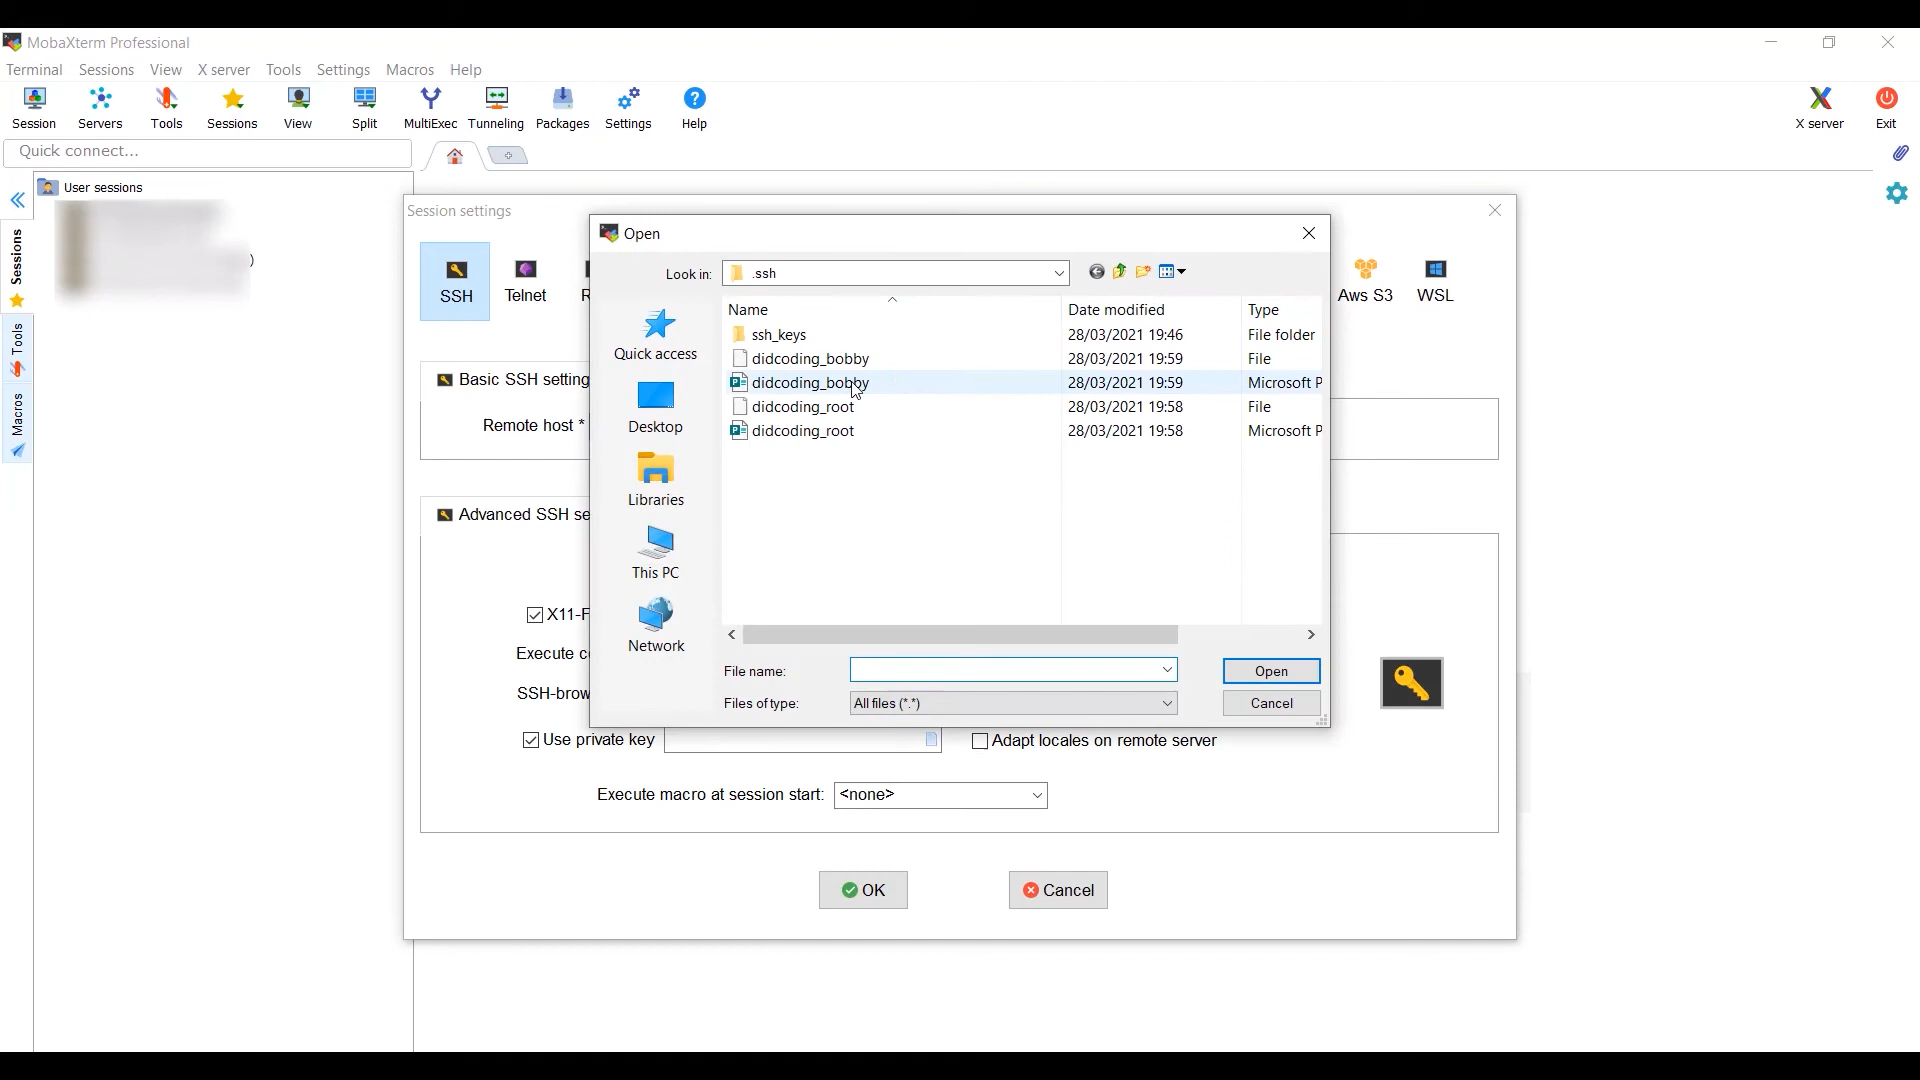 MobaXterm Professional
Terminal Sessions View X server Tools Settings Macros Help
Session Servers Tools Sessions View Split MultiExec Tunneling Packages Settings Help X server Exit
Quick connect...
User sessions
)
Sessions
Tools
Macros
Session settings
SSH Telnet R Aws S3 WSL
Basic SSH setting
Remote host *
Advanced SSH se
X11-F
Execute c
SSH-brow
Use private key
Adapt locales on remote server
Execute macro at session start: <none>
OK Cancel
Open
Look in: .ssh
Quick access
Desktop
Libraries
This PC
Network
Name Date modified Type
ssh_keys 28/03/2021 19:46 File folder
didcoding_bobby 28/03/2021 19:59 File
didcoding_bobby 28/03/2021 19:59 Microsoft P
didcoding_root 28/03/2021 19:58 File
didcoding_root 28/03/2021 19:58 Microsoft P
File name: Open
Files of type: All files (*.*) Cancel